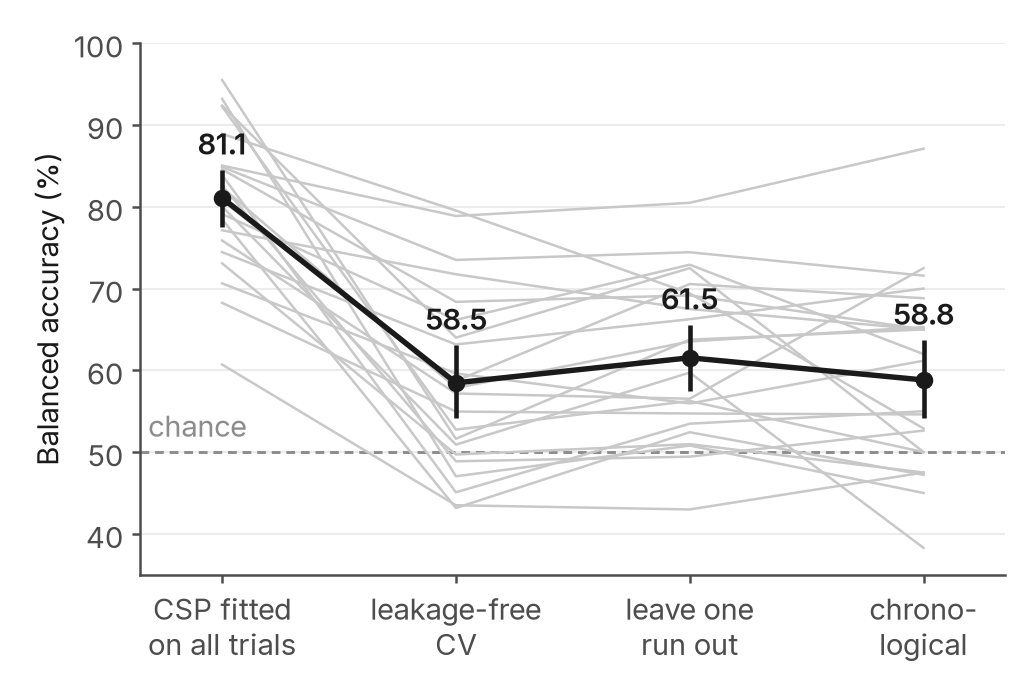 Balanced accuracy (%)
100
90
80
70
60
50
40
81.1
58.5
61.5
58.8
chance
CSP fitted
on all trials
leakage-free
CV
leave one
run out
chrono-
logical